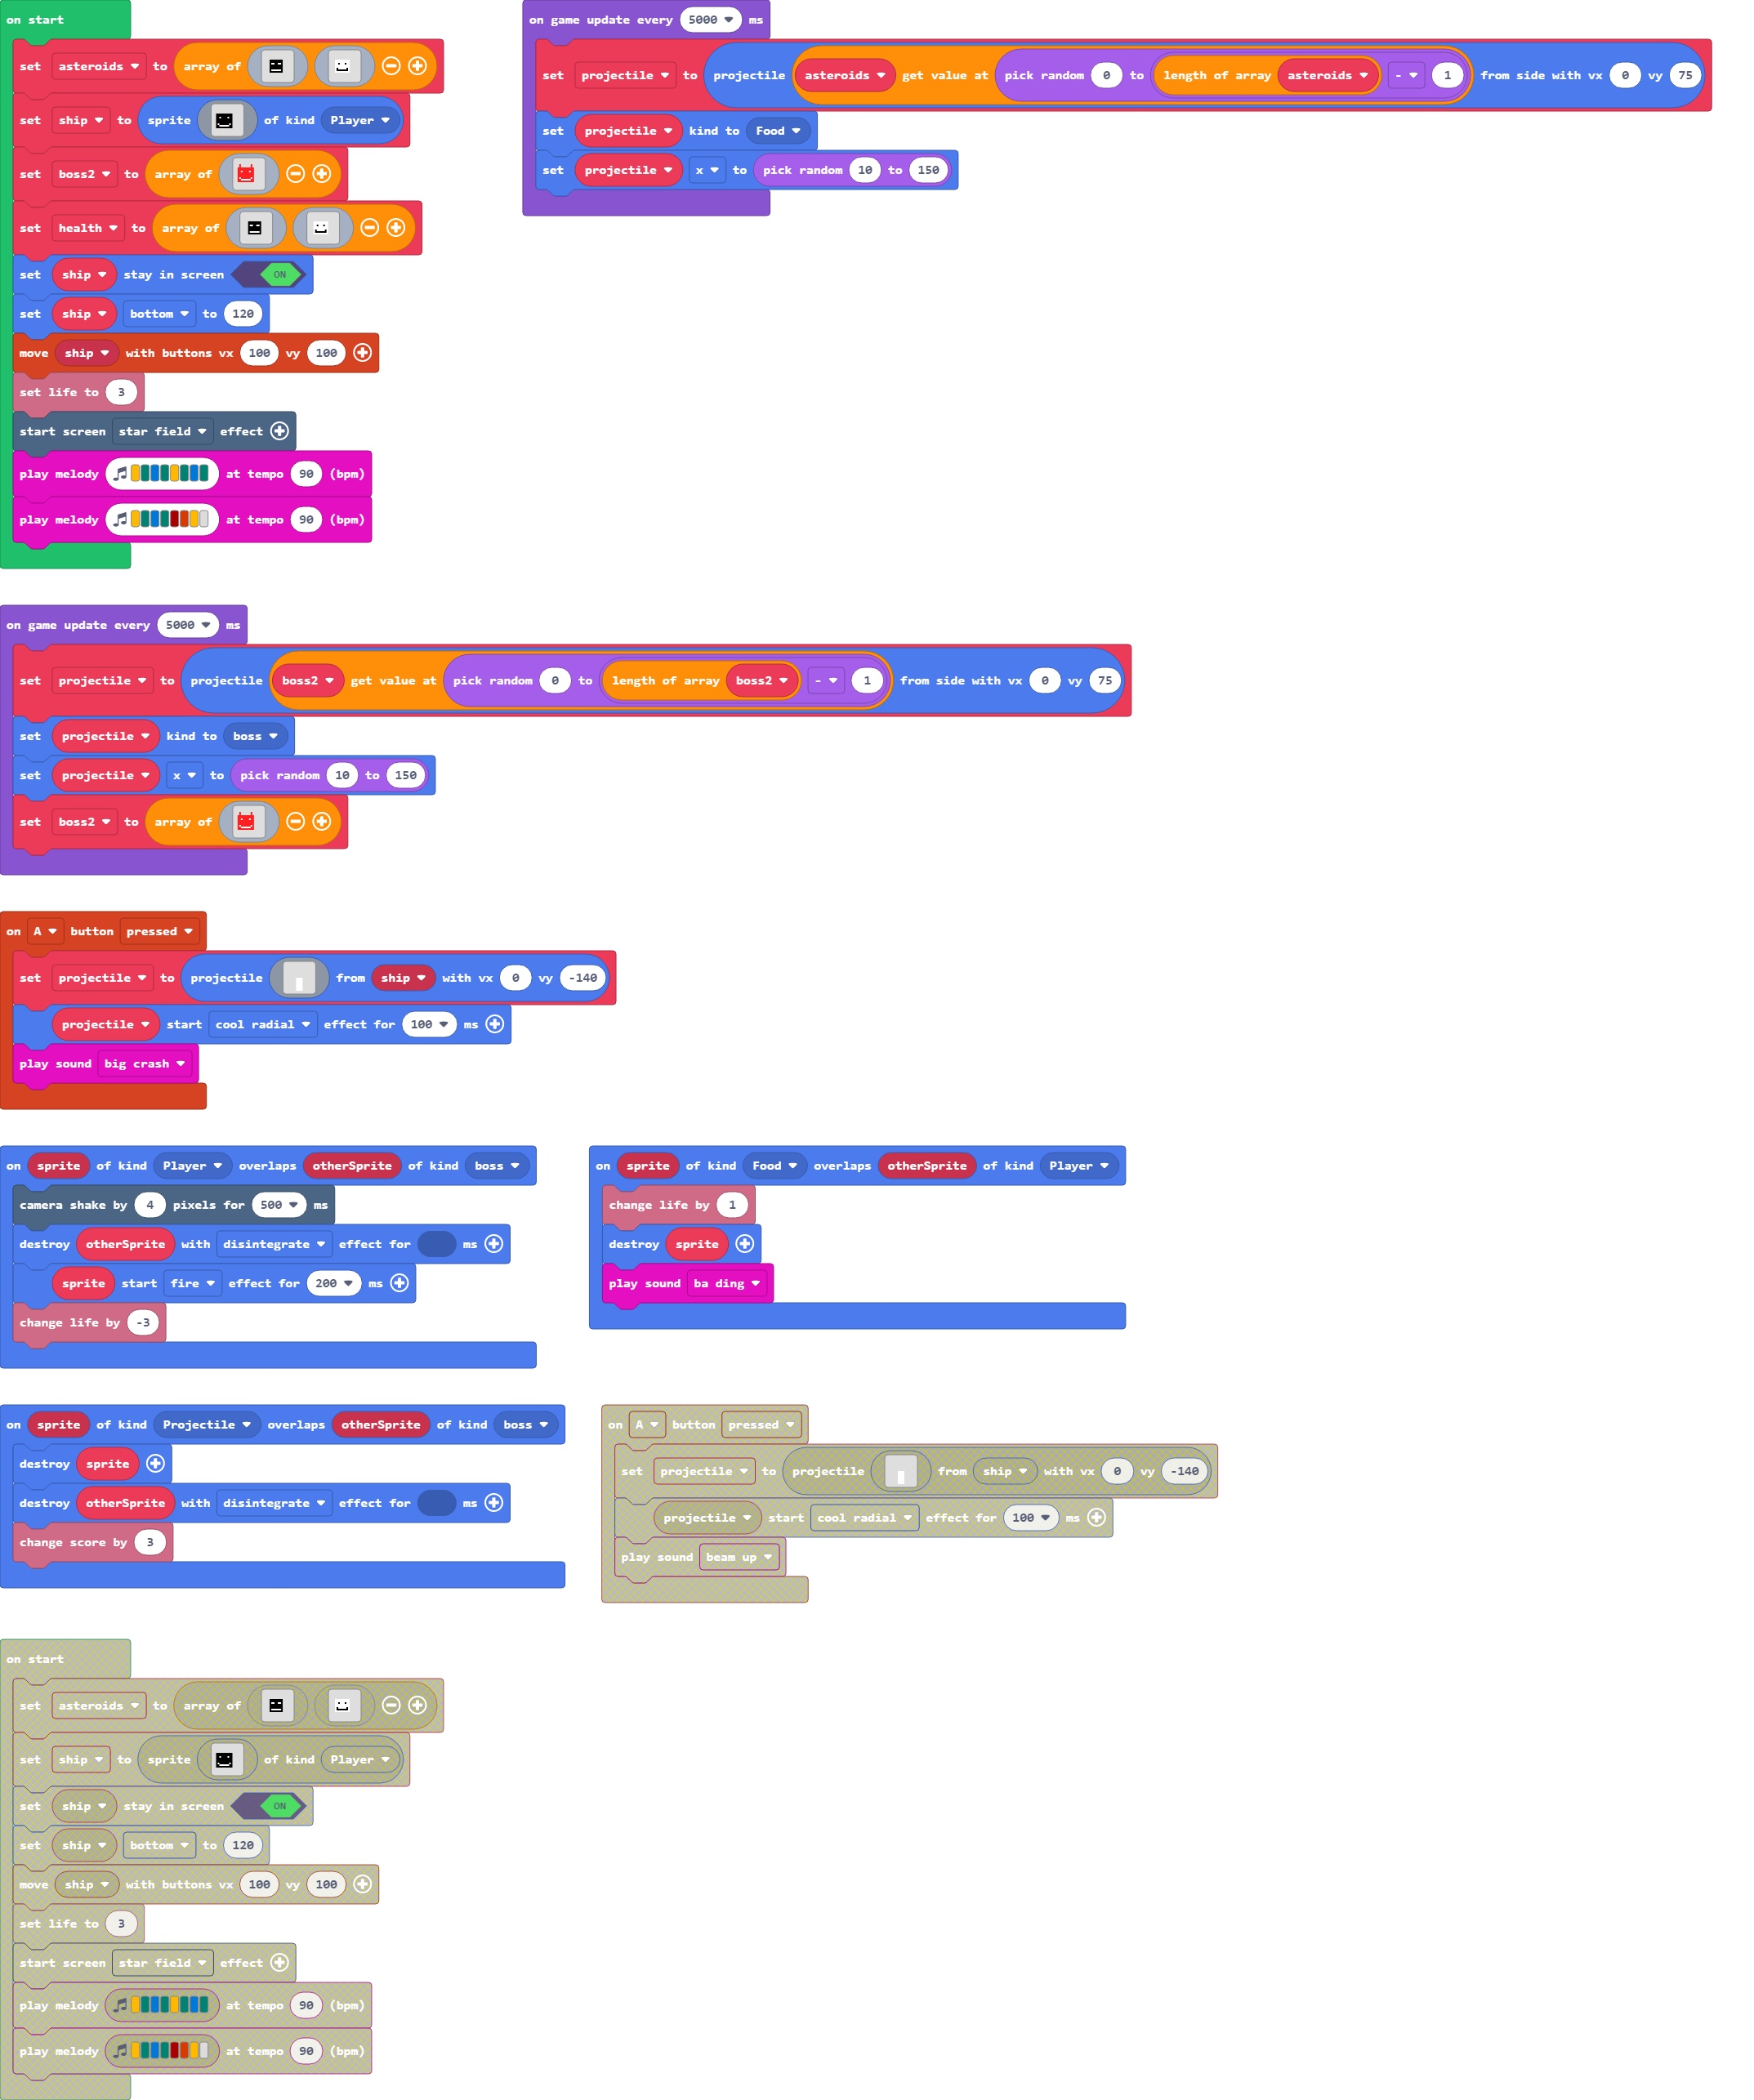 on start
set asteroids to array of
set ship to sprite of kind Player
set boss2 to array of
set health to array of
set ship stay in screen ON
set ship bottom to 120
move ship with buttons vx 100 vy 100
set life to 3
start screen star field effect
play melody at tempo 90 (bpm)
play melody at tempo 90 (bpm)
on game update every 5000 ms
set projectile to projectile asteroids get value at pick random 0 to length of array asteroids - 1 from side with vx 0 vy 75
set projectile kind to Food
set projectile x to pick random 10 to 150
on game update every 5000 ms
set projectile to projectile boss2 get value at pick random 0 to length of array boss2 - 1 from side with vx 0 vy 75
set projectile kind to boss
set projectile x to pick random 10 to 150
set boss2 to array of
on A button pressed
set projectile to projectile from ship with vx 0 vy -140
projectile start cool radial effect for 100 ms
play sound big crash
on sprite of kind Player overlaps otherSprite of kind boss
camera shake by 4 pixels for 500 ms
destroy otherSprite with disintegrate effect for ms
sprite start fire effect for 200 ms
change life by -3
on sprite of kind Food overlaps otherSprite of kind Player
change life by 1
destroy sprite
play sound ba ding
on sprite of kind Projectile overlaps otherSprite of kind boss
destroy sprite
destroy otherSprite with disintegrate effect for ms
change score by 3
on A button pressed
set projectile to projectile from ship with vx 0 vy -140
projectile start cool radial effect for 100 ms
play sound beam up
on start
set asteroids to array of
set ship to sprite of kind Player
set ship stay in screen ON
set ship bottom to 120
move ship with buttons vx 100 vy 100
set life to 3
start screen star field effect
play melody at tempo 90 (bpm)
play melody at tempo 90 (bpm)